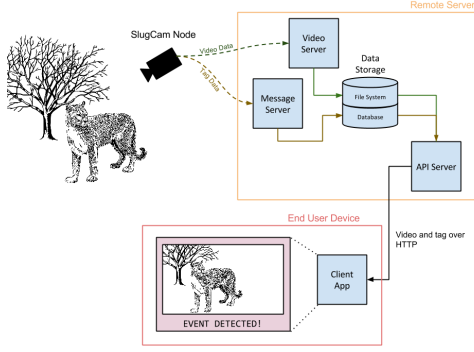 Remote Server
SlugCam Node
Video Data
Tag Data
Video
Server
Data
Storage
File System
Database
Message
Server
API Server
Video and tag over
HTTP
End User Device
Client
App
EVENT DETECTED!